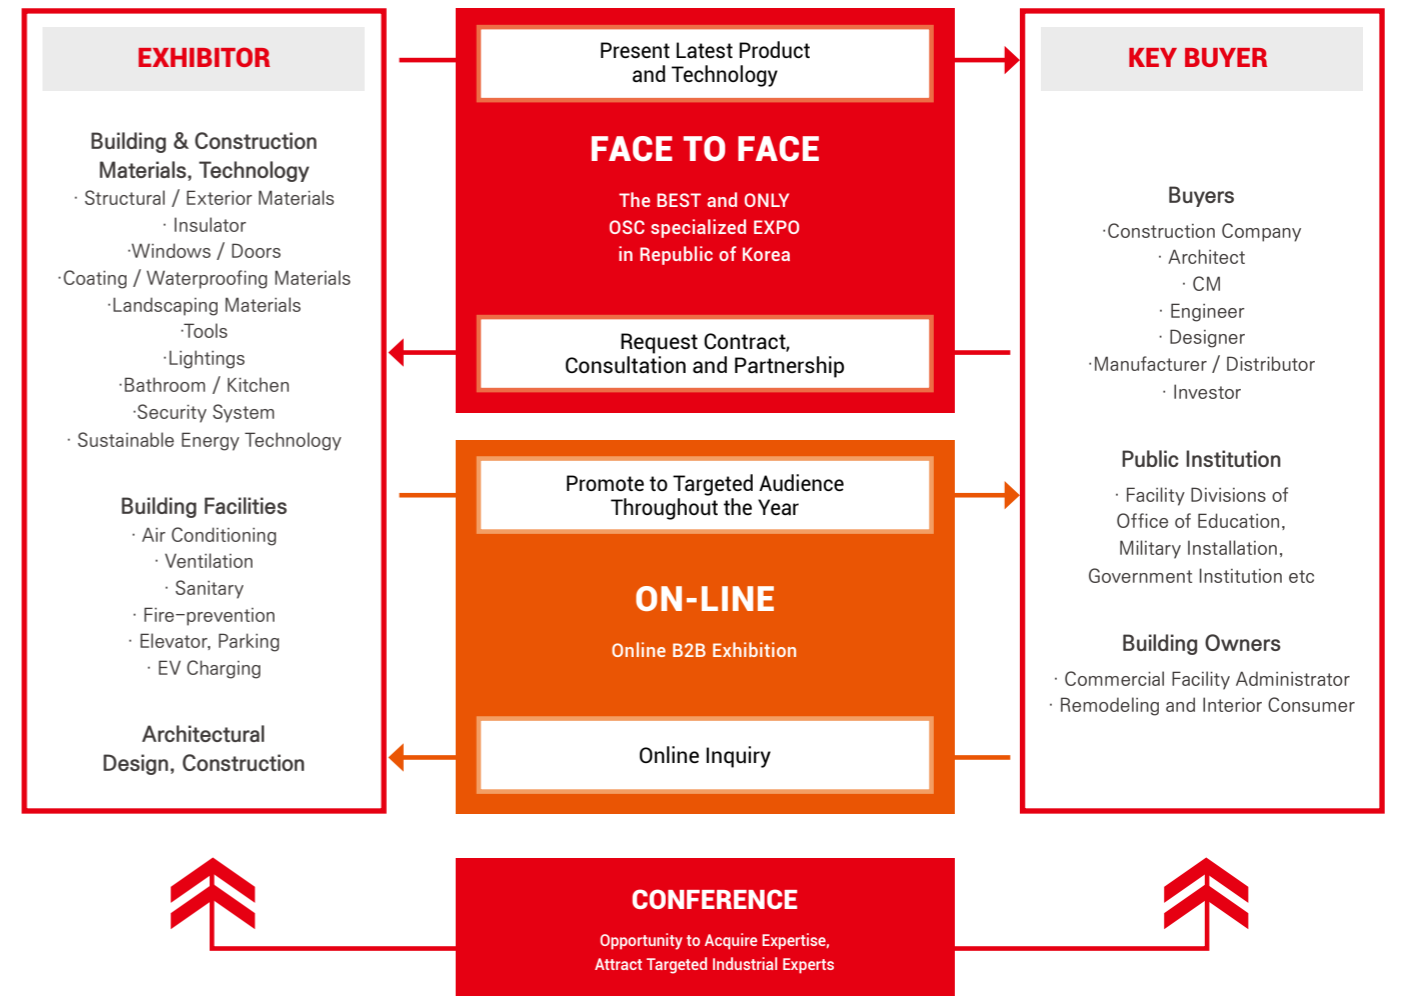 EXHIBITOR
Building & Construction
Materials, Technology
· Structural / Exterior Materials
· Insulator
·Windows / Doors
·Coating / Waterproofing Materials
·Landscaping Materials
·Tools
·Lightings
·Bathroom / Kitchen
·Security System
· Sustainable Energy Technology
Building Facilities
· Air Conditioning
· Ventilation
· Sanitary
· Fire-prevention
· Elevator, Parking
· EV Charging
Architectural
Design, Construction
Present Latest Product
and Technology
FACE TO FACE
The BEST and ONLY
OSC specialized EXPO
in Republic of Korea
Request Contract,
Consultation and Partnership
Promote to Targeted Audience
Throughout the Year
ON-LINE
Online B2B Exhibition
Online Inquiry
KEY BUYER
Buyers
·Construction Company
· Architect
· CM
· Engineer
· Designer
·Manufacturer / Distributor
· Investor
Public Institution
· Facility Divisions of
Office of Education,
Military Installation,
Government Institution etc
Building Owners
· Commercial Facility Administrator
· Remodeling and Interior Consumer
CONFERENCE
Opportunity to Acquire Expertise,
Attract Targeted Industrial Experts